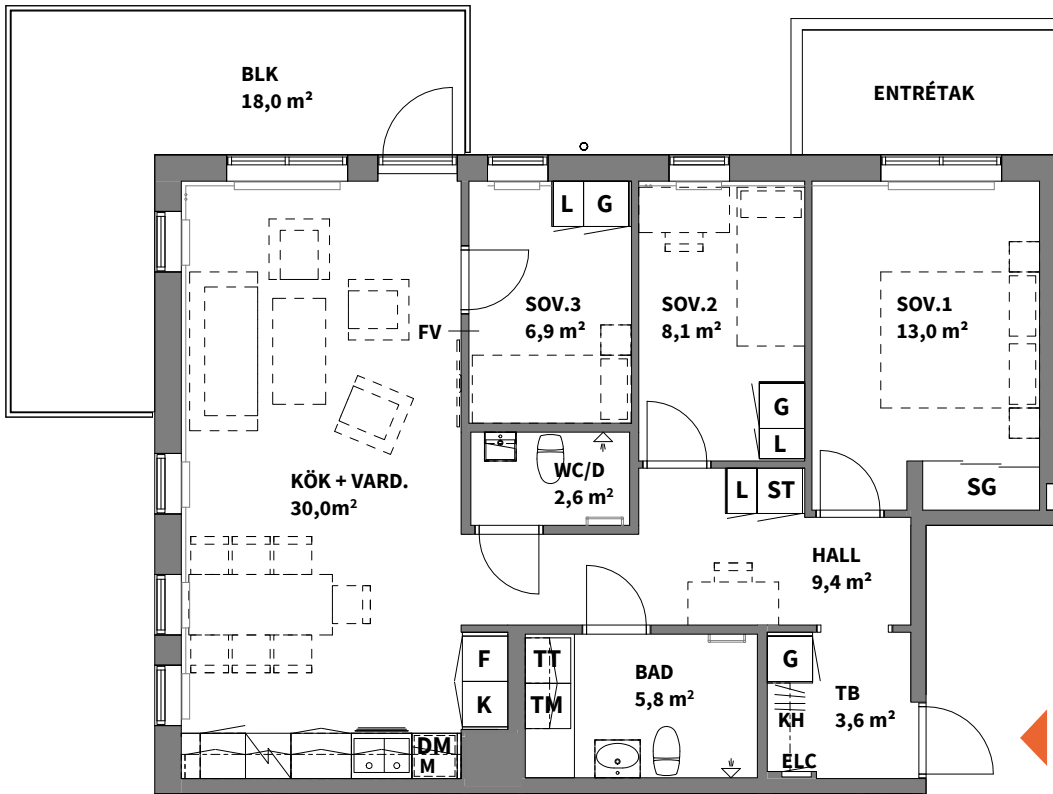 BLK
18,0 m²
ENTRÉTAK
L G
SOV.3
6,9 m²
SOV.2
8,1 m²
SOV.1
13,0 m²
FV
G
L
WC/D
2,6 m²
KÖK + VARD.
30,0m²
L ST
SG
HALL
9,4 m²
F
K
TT
TM
BAD
5,8 m²
G
TB
3,6 m²
KH
ELC
DM
M